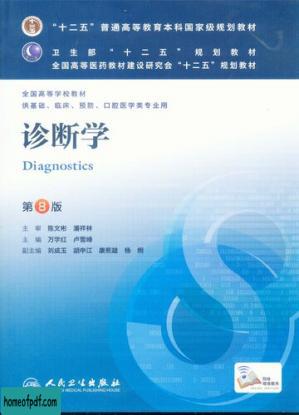 "十二五"普通高等教育本科国家级规划教材
卫生部"十二五"规划教材
全国高等医药教材建设研究会"十二五"规划教材
全国高等学校教材
供基础、临床、预防、口腔医学类专业用
诊断学
Diagnostics
第8版
主审 陈文彬 潘祥林
主编 万学红 卢雪峰
副主编 刘成玉 胡申江 杨炯
人民卫生出版社
homeofpdf.com
homeofpdf.com